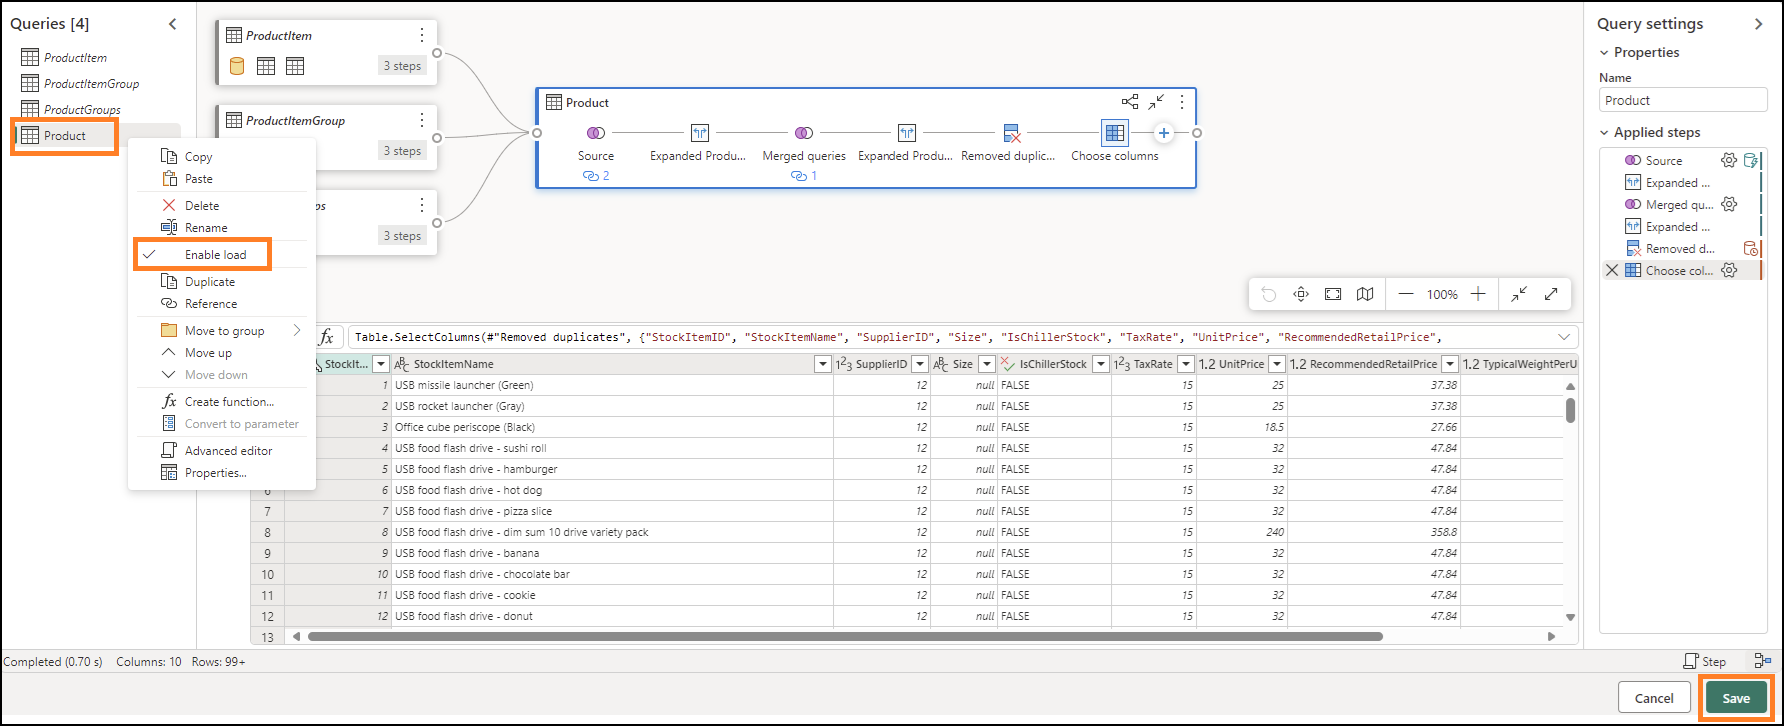 Queries [4]
ProductItem
ProductItemGroup
ProductGroups
Product
Copy
Paste
Delete
Rename
Enable load
Duplicate
Reference
Move to group
Move up
Move down
Create function...
Convert to parameter
Advanced editor
Properties...
ProductItem
3 steps
ProductItemGroup
3 steps
ps
3 steps
Product
Source
Expanded Produ...
Merged queries
Expanded Produ...
Removed duplic...
Choose columns
2
1
100%
fx Table.SelectColumns(#"Removed duplicates", {"StockItemID", "StockItemName", "SupplierID", "Size", "IsChillerStock", "TaxRate", "UnitPrice", "RecommendedRetailPrice",
StockIt... ABC StockItemName 123 SupplierID ABC Size IsChillerStock 123 TaxRate 1.2 UnitPrice 1.2 RecommendedRetailPrice 1.2 TypicalWeightPerU
1 USB missile launcher (Green) 12 null FALSE 15 25 37.38
2 USB rocket launcher (Gray) 12 null FALSE 15 25 37.38
3 Office cube periscope (Black) 12 null FALSE 15 18.5 27.66
4 USB food flash drive - sushi roll 12 null FALSE 15 32 47.84
5 USB food flash drive - hamburger 12 null FALSE 15 32 47.84
6 6 USB food flash drive - hot dog 12 null FALSE 15 32 47.84
7 7 USB food flash drive - pizza slice 12 null FALSE 15 32 47.84
8 8 USB food flash drive - dim sum 10 drive variety pack 12 null FALSE 15 240 358.8
9 9 USB food flash drive - banana 12 null FALSE 15 32 47.84
10 10 USB food flash drive - chocolate bar 12 null FALSE 15 32 47.84
11 11 USB food flash drive - cookie 12 null FALSE 15 32 47.84
12 12 USB food flash drive - donut 12 null FALSE 15 32 47.84
13
Query settings
Properties
Name
Product
Applied steps
Source
Expanded ...
Merged qu...
Expanded ...
Removed d...
Choose col...
Completed (0.70 s) Columns: 10 Rows: 99+
Step
Cancel
Save